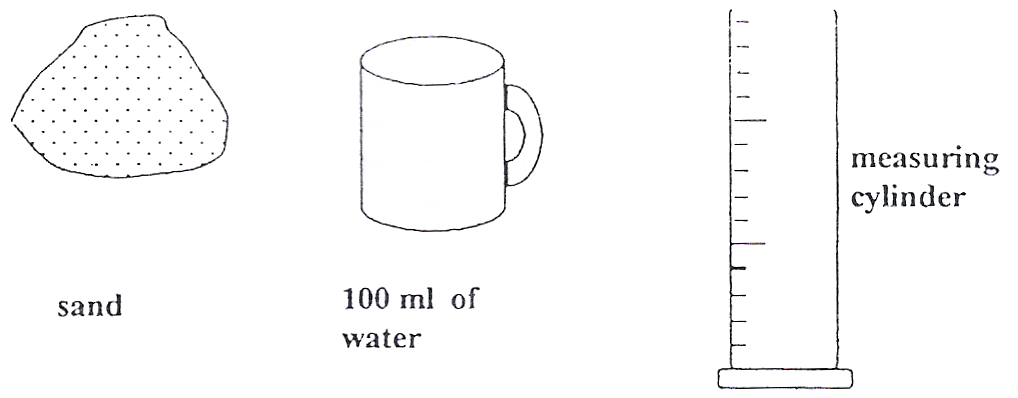 sand
100 ml of
water
measuring
cylinder